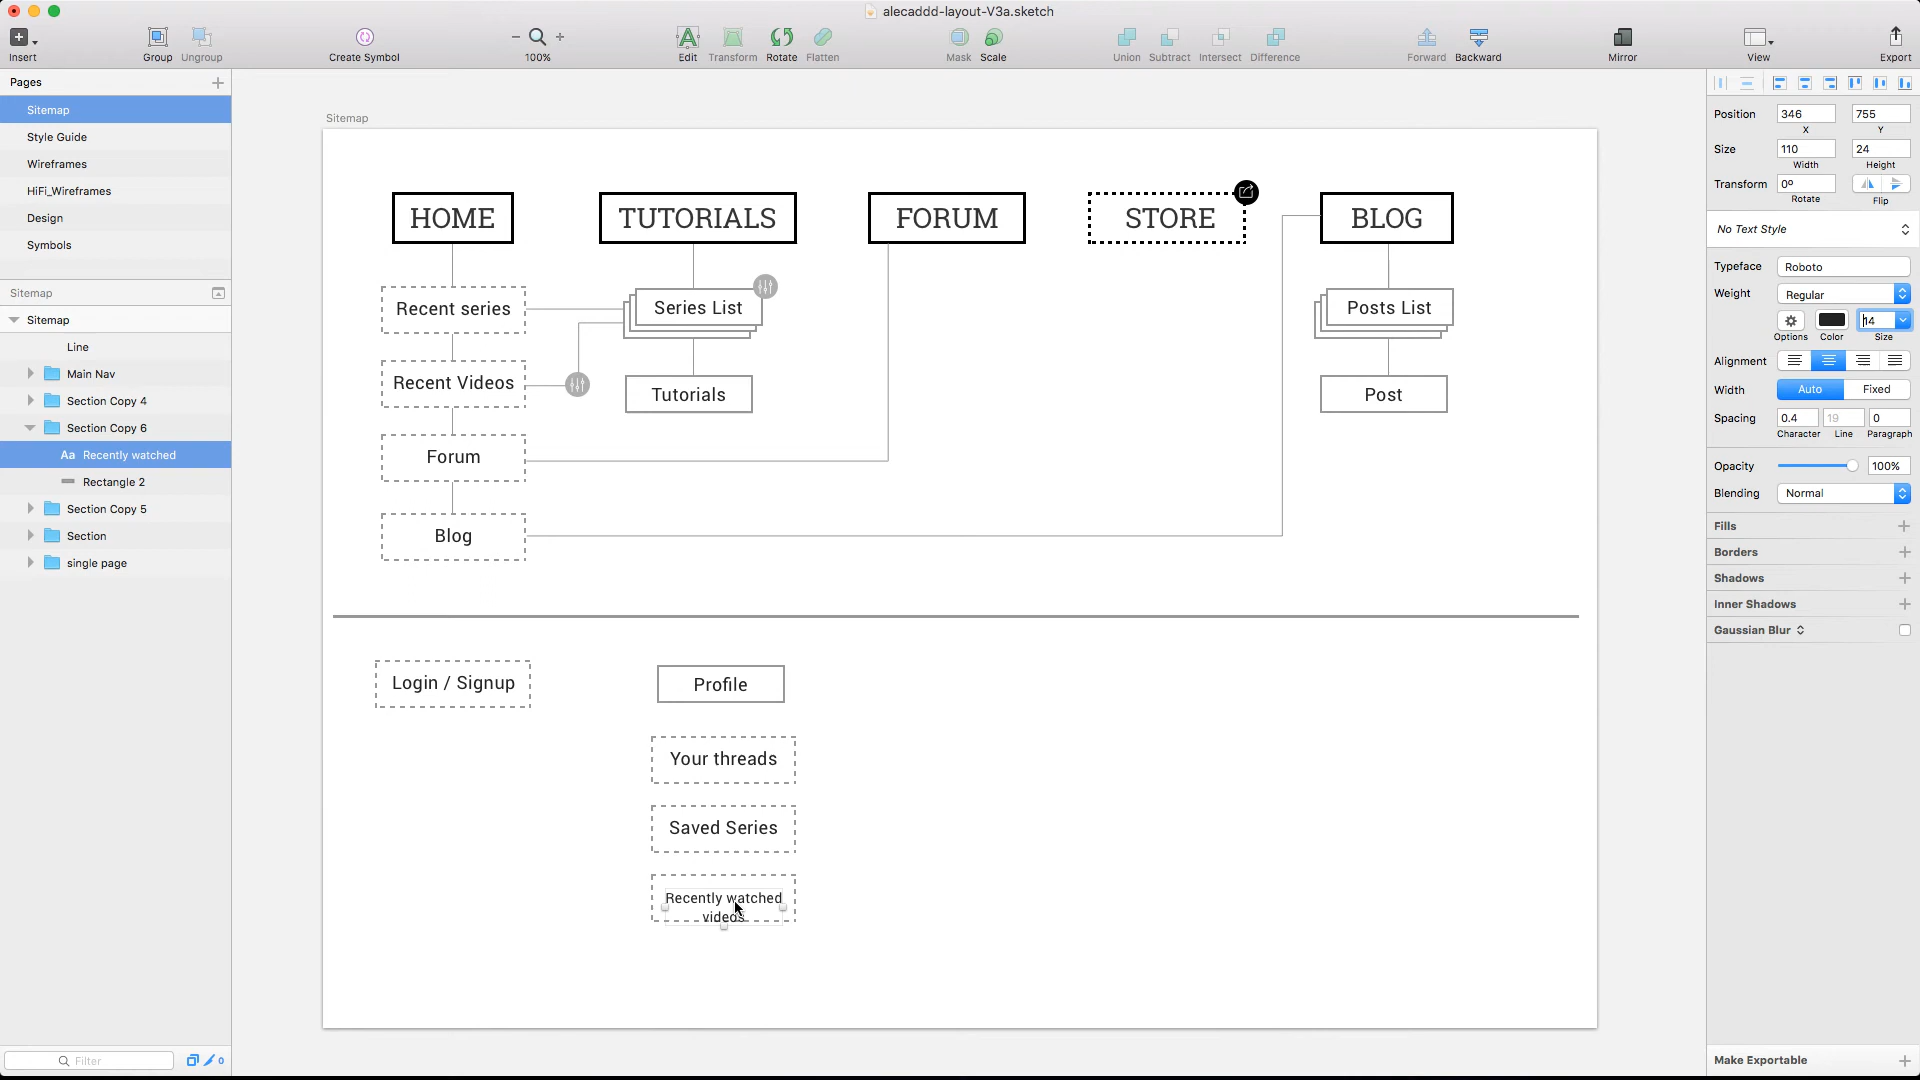 alecaddd-layout-V3a.sketch
Insert
Group
Ungroup
Create Symbol
100%
Edit
Transform
Rotate
Flatten
Mask
Scale
Union
Subtract
Intersect
Difference
Forward
Backward
Mirror
View
Export
Pages
Sitemap
Style Guide
Wireframes
HiFi_Wireframes
Design
Symbols
Sitemap
Sitemap
Line
Main Nav
Section Copy 4
Section Copy 6
Aa Recently watched
Rectangle 2
Section Copy 5
Section
single page
Filter
0
Sitemap
HOME
TUTORIALS
FORUM
STORE
BLOG
Recent series
Series List
Posts List
Recent Videos
Tutorials
Post
Forum
Blog
Login / Signup
Profile
Your threads
Saved Series
Recently watched
videos
Position 346 755
X Y
Size 110 24
Width Height
Transform 0º
Rotate Flip
No Text Style
Typeface Roboto
Weight Regular
14
Options Color Size
Alignment
Width Auto Fixed
Spacing 0.4 19 0
Character Line Paragraph
Opacity 100%
Blending Normal
Fills
Borders
Shadows
Inner Shadows
Gaussian Blur
Make Exportable